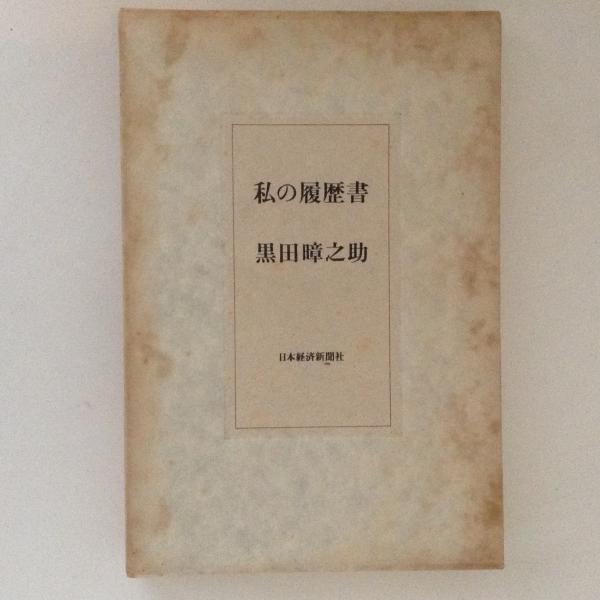 私の履歴書
黒田暲之助
日本経済新聞社